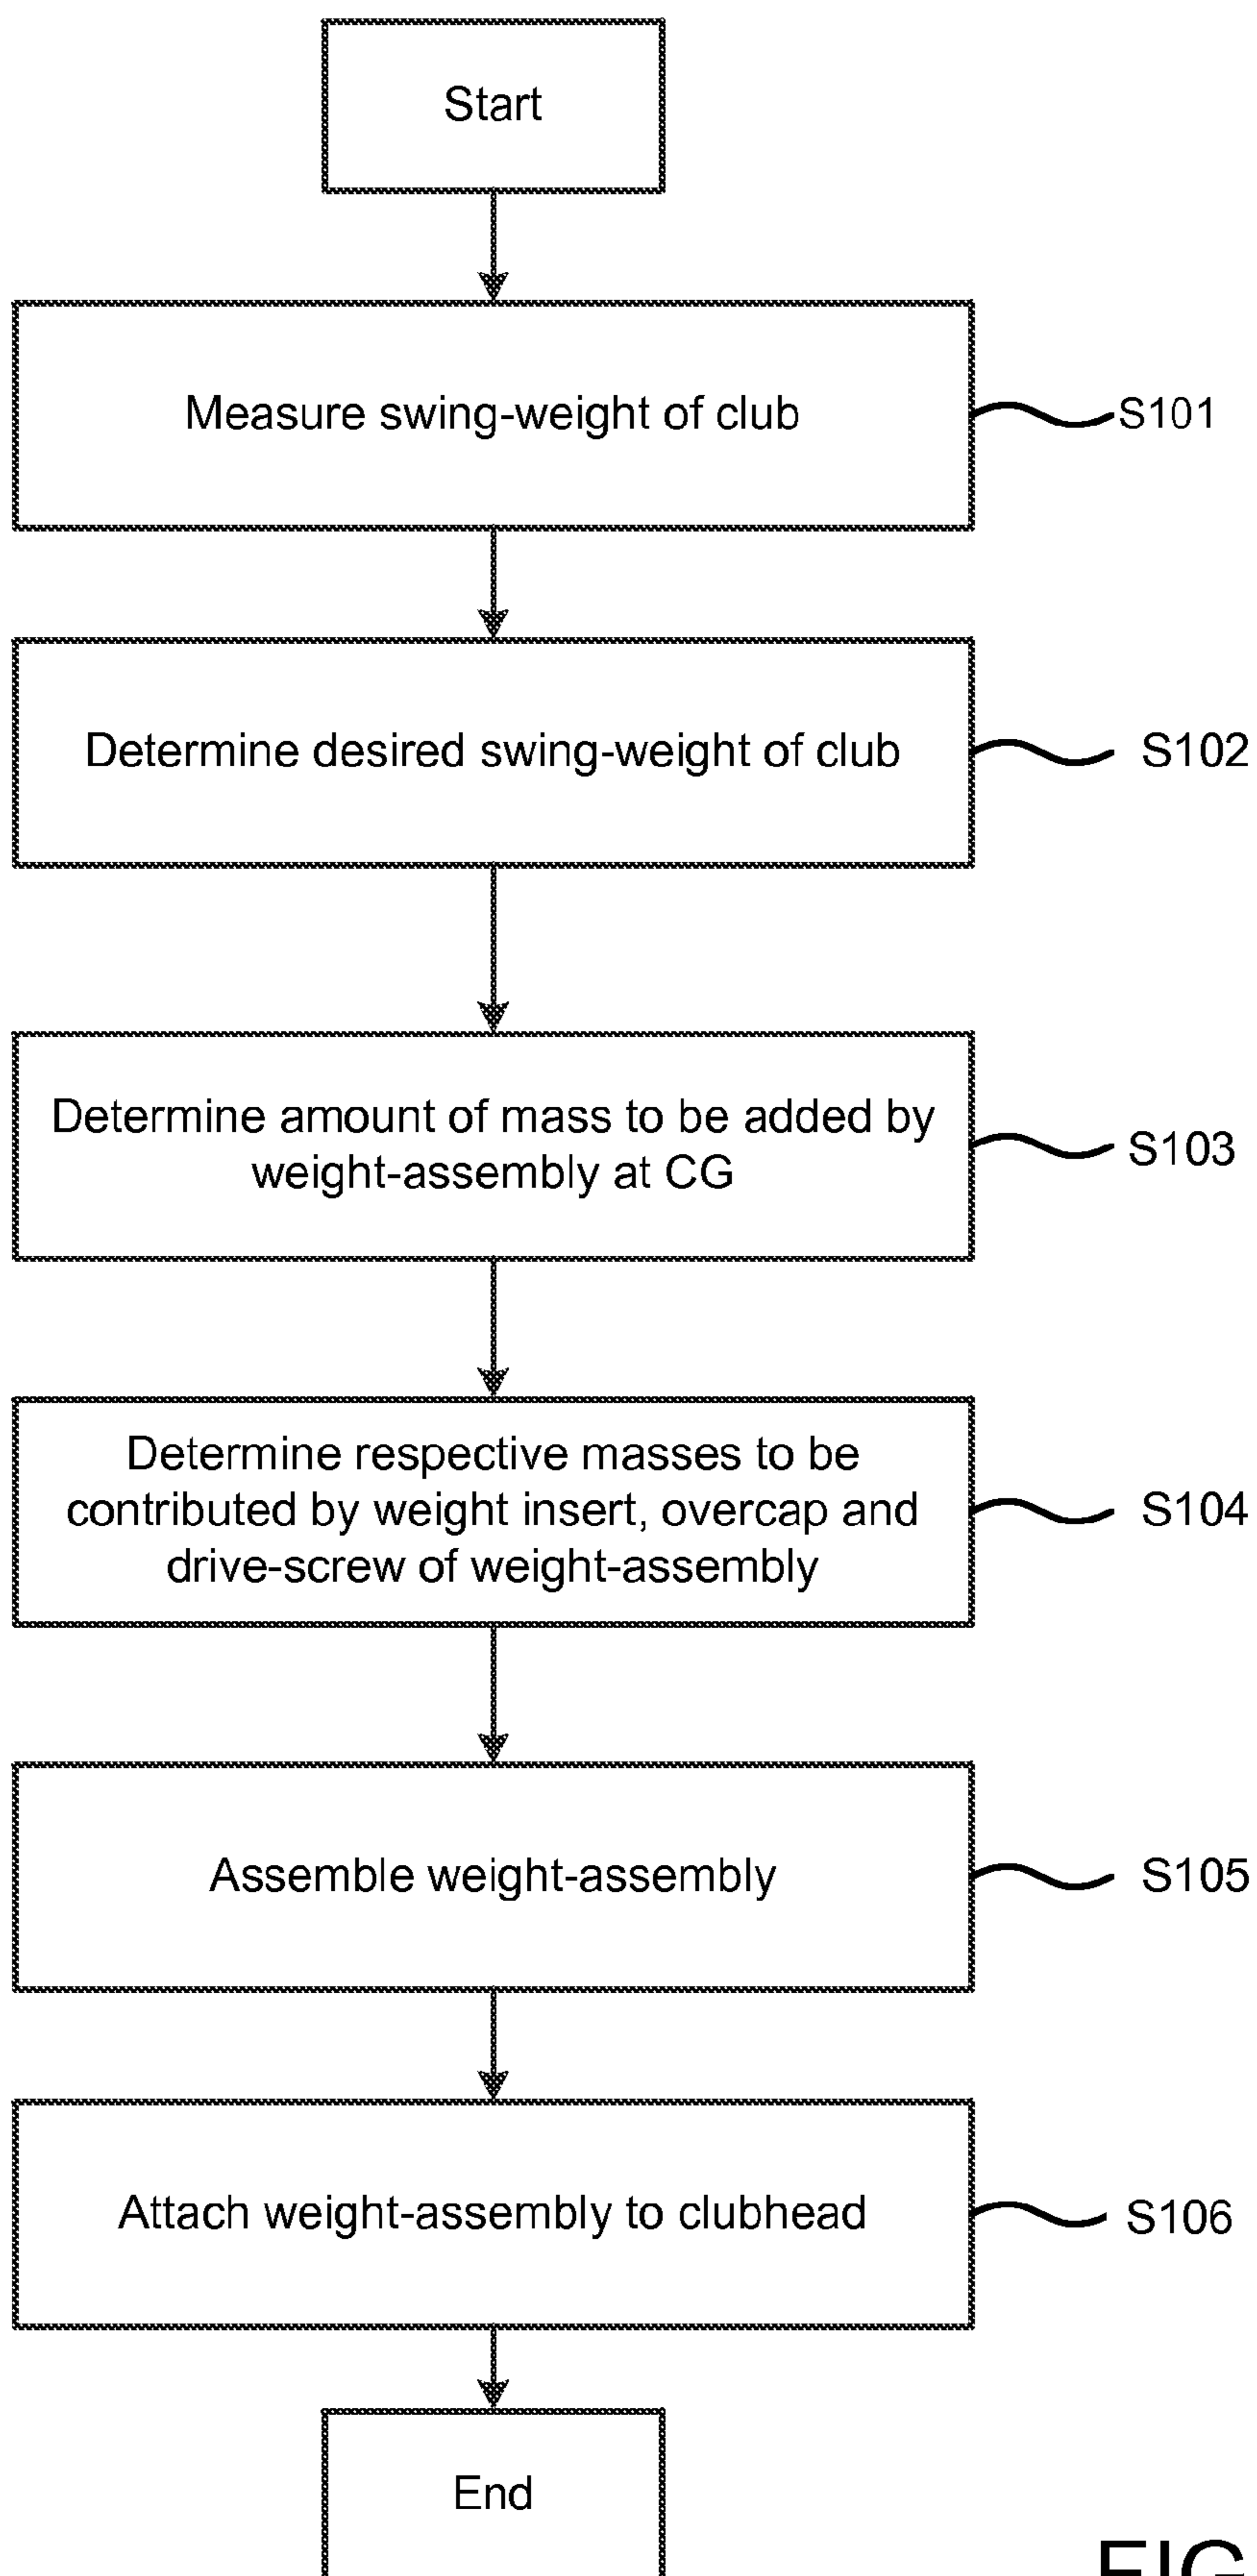 Start
Measure swing-weight of club
S101
Determine desired swing-weight of club
S102
Determine amount of mass to be added by
weight-assembly at CG
S103
Determine respective masses to be
contributed by weight insert, overcap and
drive-screw of weight-assembly
S104
Assemble weight-assembly
S105
Attach weight-assembly to clubhead
S106
End
FIG